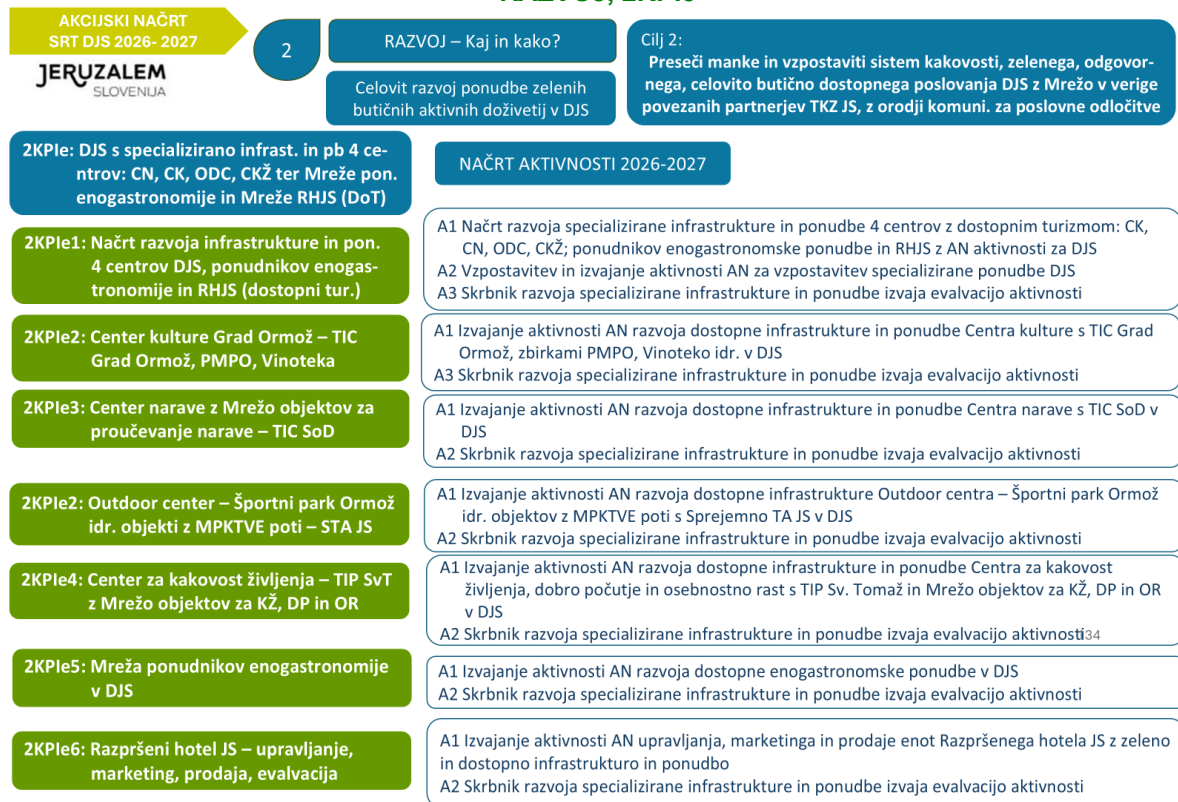 AKCIJSKI NAČRT
SRT DJS 2026- 2027
JERUZALEM
SLOVENIJA
2
RAZVOJ – Kaj in kako?
Celovit razvoj ponudbe zelenih
butičnih aktivnih doživetij v DJS
Cilj 2:
Preseči manke in vzpostaviti sistem kakovosti, zelenega, odgovor-
nega, celovito butično dostopnega poslovanja DJS z Mrežo v verige
povezanih partnerjev TKZ JS, z orodji komuni. za poslovne odločitve
2KPIe: DJS s specializirano infrast. in pb 4 ce-
ntrov: CN, CK, ODC, CKŽ ter Mreže pon.
enogastronomije in Mreže RHJS (DoT)
NAČRT AKTIVNOSTI 2026-2027
2KPIe1: Načrt razvoja infrastrukture in pon.
4 centrov DJS, ponudnikov enogas-
tronomije in RHJS (dostopni tur.)
A1 Načrt razvoja specializirane infrastrukture in ponudbe 4 centrov z dostopnim turizmom: CK,
CN, ODC, CKŽ; ponudnikov enogastronomske ponudbe in RHJS z AN aktivnosti za DJS
A2 Vzpostavitev in izvajanje aktivnosti AN za vzpostavitev specializirane ponudbe DJS
A3 Skrbnik razvoja specializirane infrastrukture in ponudbe izvaja evalvacijo aktivnosti
2KPIe2: Center kulture Grad Ormož – TIC
Grad Ormož, PMPO, Vinoteka
A1 Izvajanje aktivnosti AN razvoja dostopne infrastrukture in ponudbe Centra kulture s TIC Grad
Ormož, zbirkami PMPO, Vinoteko idr. v DJS
A3 Skrbnik razvoja specializirane infrastrukture in ponudbe izvaja evalvacijo aktivnosti
2KPIe3: Center narave z Mrežo objektov za
proučevanje narave – TIC SoD
A1 Izvajanje aktivnosti AN razvoja dostopne infrastrukture in ponudbe Centra narave s TIC SoD v
DJS
A2 Skrbnik razvoja specializirane infrastrukture in ponudbe izvaja evalvacijo aktivnosti
2KPIe2: Outdoor center – Športni park Ormož
idr. objekti z MPKTVE poti – STA JS
A1 Izvajanje aktivnosti AN razvoja dostopne infrastrukture Outdoor centra – Športni park Ormož
idr. objektov z MPKTVE poti s Sprejemno TA JS v DJS
A2 Skrbnik razvoja specializirane infrastrukture in ponudbe izvaja evalvacijo aktivnosti
2KPIe4: Center za kakovost življenja – TIP SvT
z Mrežo objektov za KŽ, DP in OR
A1 Izvajanje aktivnosti AN razvoja dostopne infrastrukture in ponudbe Centra za kakovost
življenja, dobro počutje in osebnostno rast s TIP Sv. Tomaž in Mrežo objektov za KŽ, DP in OR
v DJS
A2 Skrbnik razvoja specializirane infrastrukture in ponudbe izvaja evalvacijo aktivnosti
2KPIe5: Mreža ponudnikov enogastronomije
v DJS
A1 Izvajanje aktivnosti AN razvoja dostopne enogastronomske ponudbe v DJS
A2 Skrbnik razvoja specializirane infrastrukture in ponudbe izvaja evalvacijo aktivnosti
2KPIe6: Razpršeni hotel JS – upravljanje,
marketing, prodaja, evalvacija
A1 Izvajanje aktivnosti AN upravljanja, marketinga in prodaje enot Razpršenega hotela JS z zeleno
in dostopno infrastrukturo in ponudbo
A2 Skrbnik razvoja specializirane infrastrukture in ponudbe izvaja evalvacijo aktivnosti